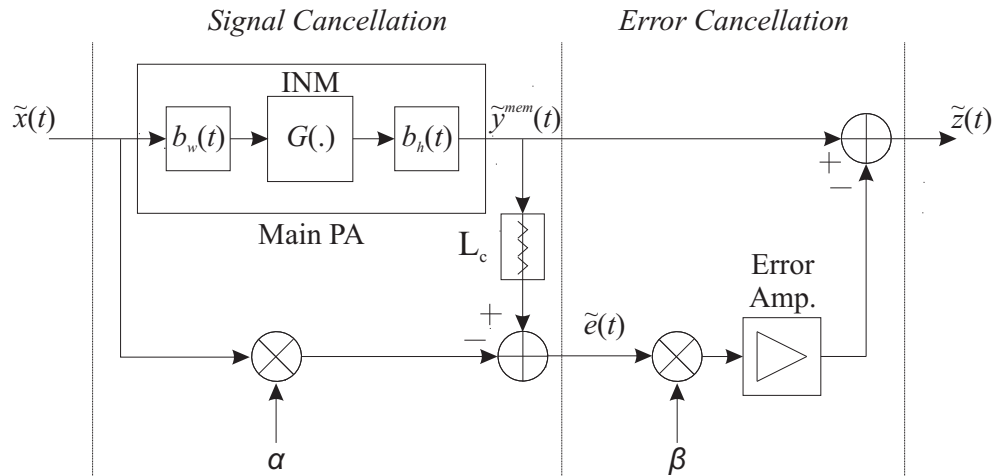 Signal Cancellation
Error Cancellation
INM
x̃(t)
b_w(t)
G(.)
b_h(t)
ỹ^mem(t)
z̃(t)
+
−
Main PA
L_c
Error
Amp.
+
−
ẽ(t)
α
β